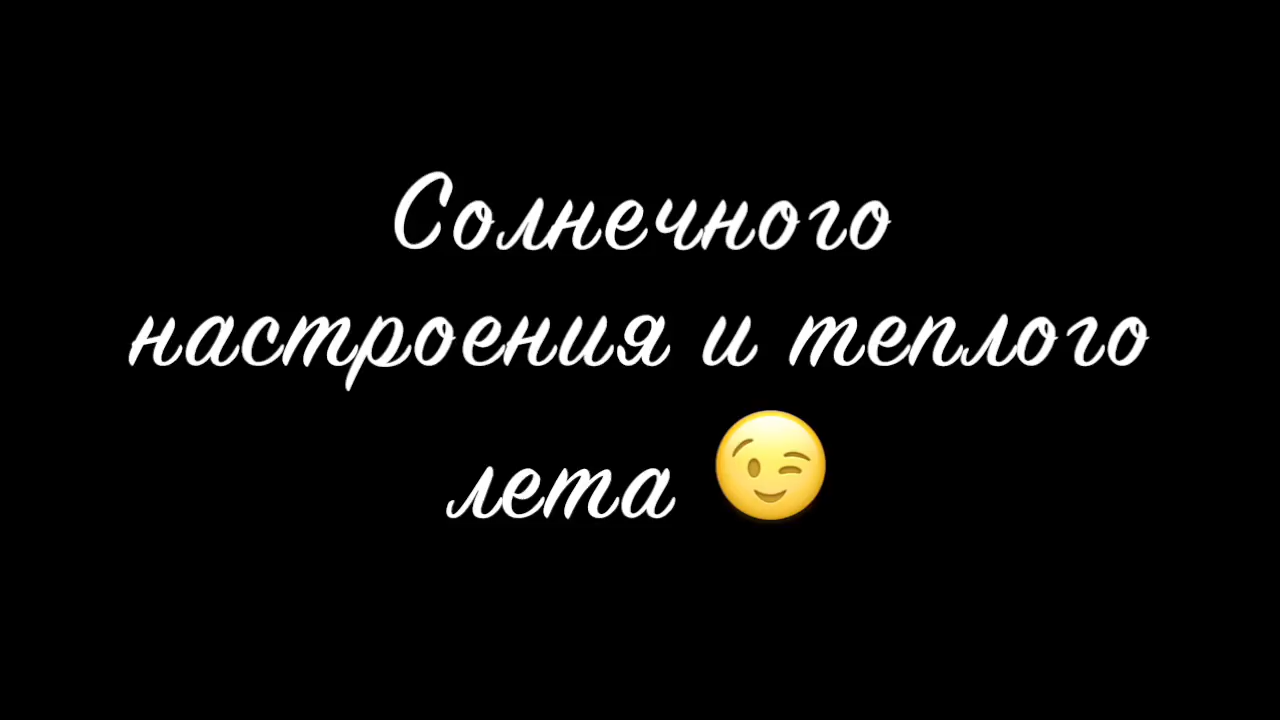 Солнечного
настроения и теплого
лета 😉